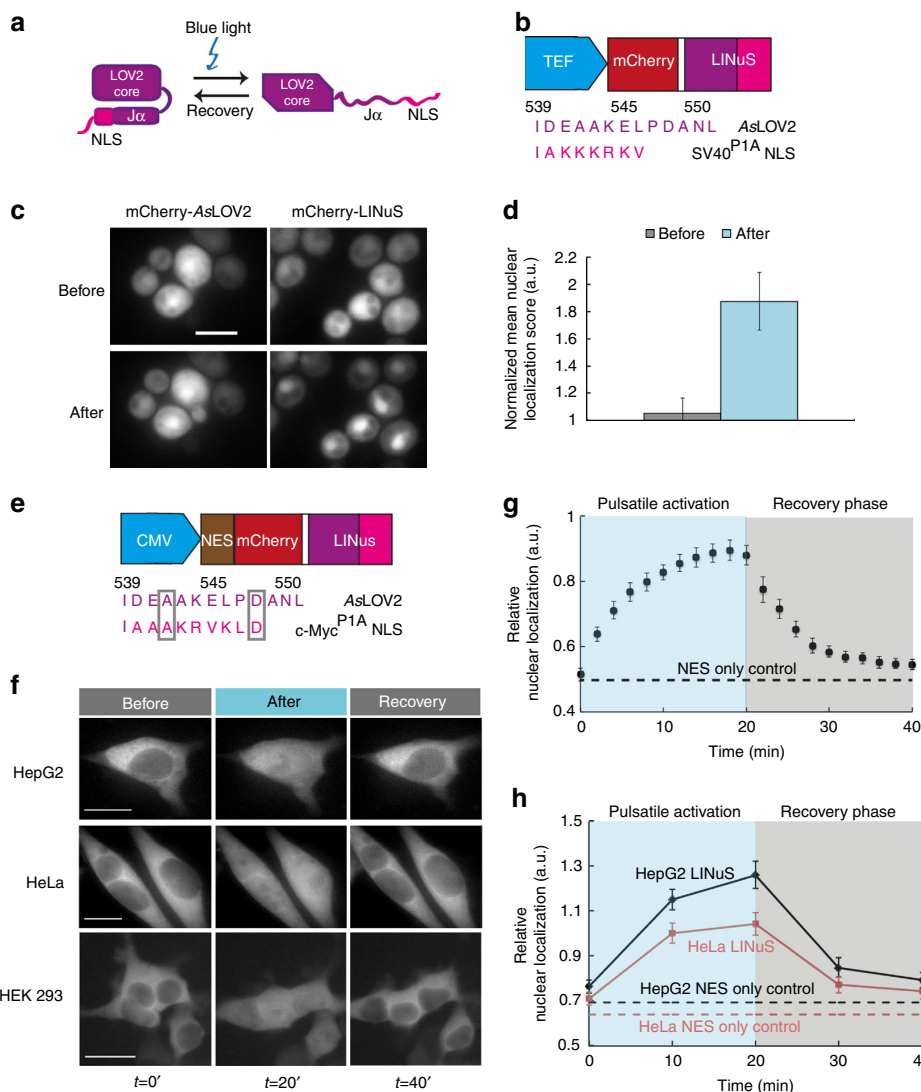 a
Blue light
LOV2
core
Jα
NLS
Recovery
LOV2
core
Jα
NLS
b
TEF
mCherry
LINuS
539 545 550
I D E A A K E L P D A N L AsLOV2
I A K K K R K V SV40P1A NLS
c
mCherry-AsLOV2 mCherry-LINuS
Before
After
d
Before After
Normalized mean nuclear
localization score (a.u.)
2.2
2
1.8
1.6
1.4
1.2
1
e
CMV
NES
mCherry
LINus
539 545 550
I D E A A K E L P D A N L AsLOV2
I A A A K R V K L D c-MycP1A NLS
f
Before After Recovery
HepG2
HeLa
HEK 293
t=0′ t=20′ t=40′
g
Pulsatile activation Recovery phase
Relative
nuclear localization (a.u.)
1
0.8
0.6
0.4
NES only control
0 10 20 30 40
Time (min)
h
Pulsatile activation Recovery phase
Relative
nuclear localization (a.u.)
1.5
1.3
1.1
0.9
0.7
0.5
HepG2 LINuS
HeLa LINuS
HepG2 NES only control
HeLa NES only control
0 10 20 30 40
Time (min)